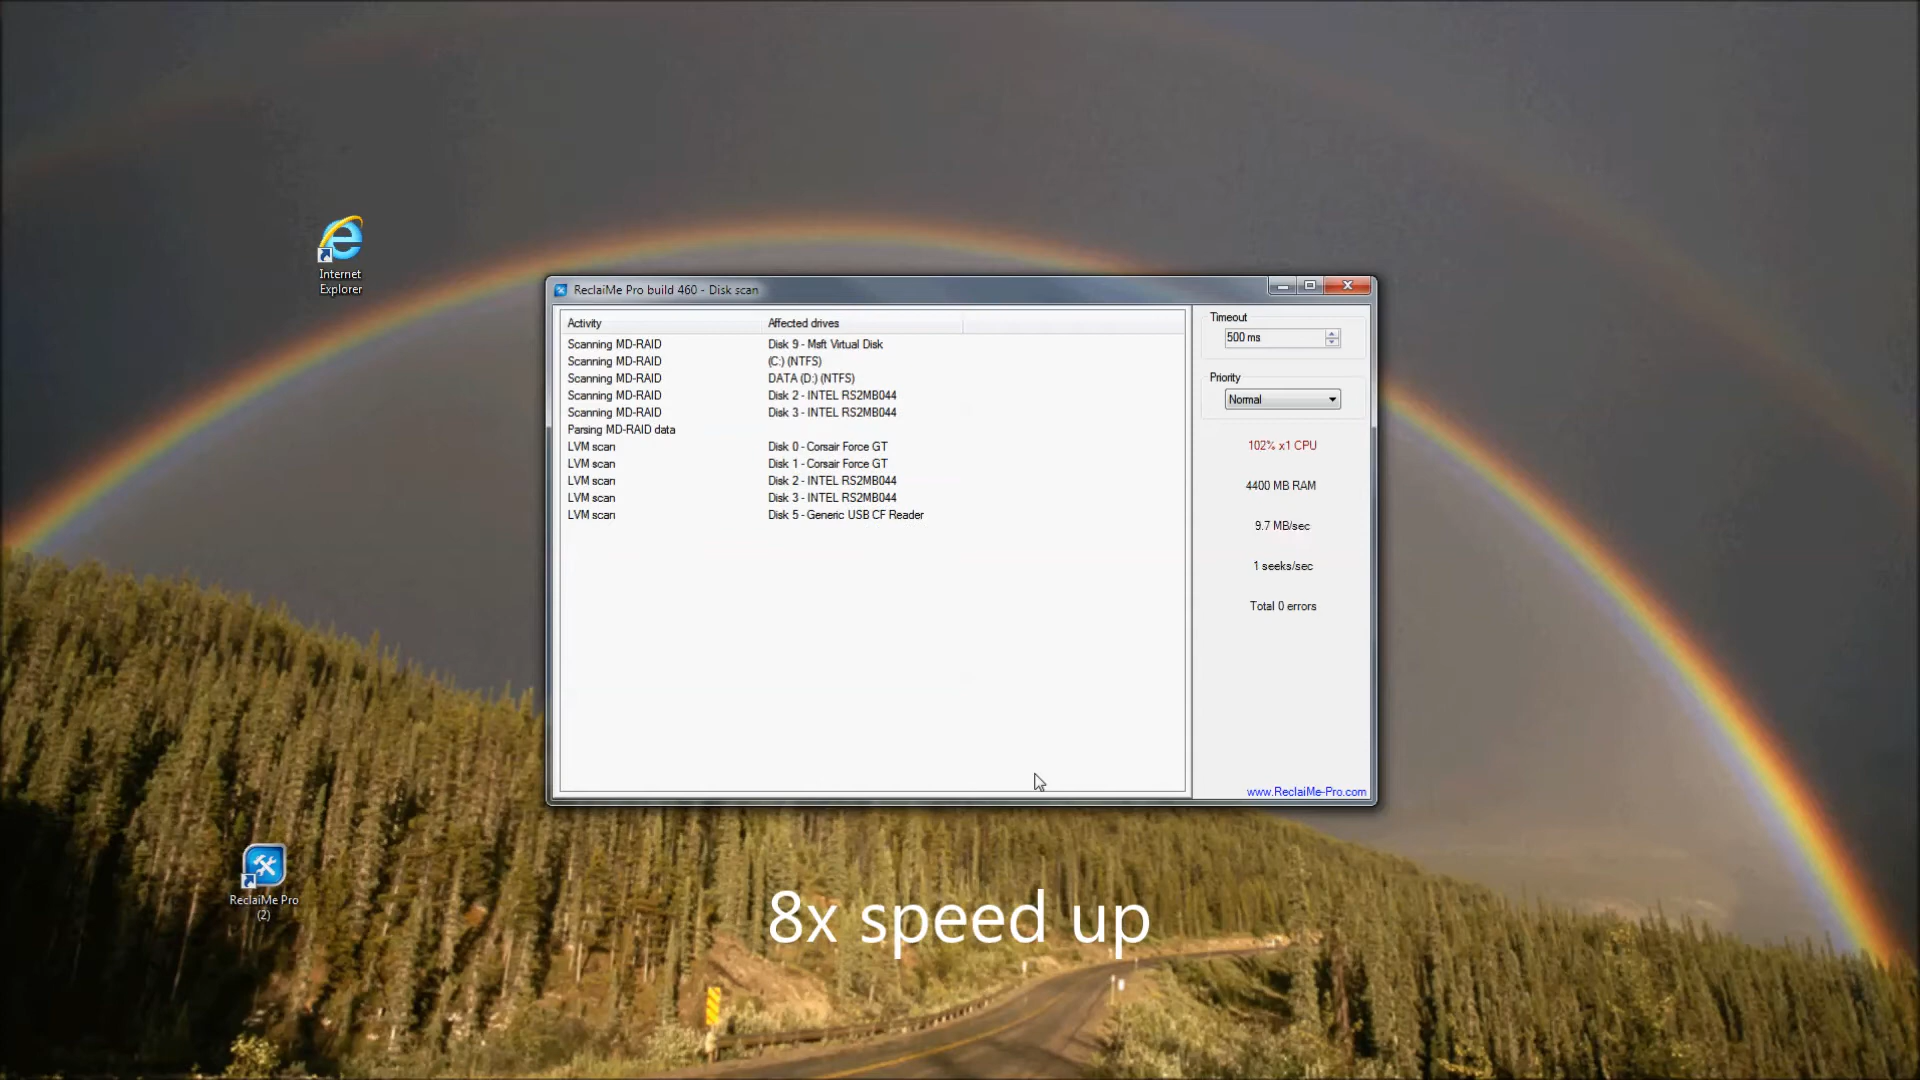 Internet
Explorer
ReclaiMe Pro build 460 - Disk scan
Activity Affected drives
Scanning MD-RAID Disk 9 - Msft Virtual Disk
Scanning MD-RAID (C:) (NTFS)
Scanning MD-RAID DATA (D:) (NTFS)
Scanning MD-RAID Disk 2 - INTEL RS2MB044
Scanning MD-RAID Disk 3 - INTEL RS2MB044
Parsing MD-RAID data
LVM scan Disk 0 - Corsair Force GT
LVM scan Disk 1 - Corsair Force GT
LVM scan Disk 2 - INTEL RS2MB044
LVM scan Disk 3 - INTEL RS2MB044
LVM scan Disk 5 - Generic USB CF Reader
Timeout
500 ms
Priority
Normal
102% x1 CPU
4400 MB RAM
9.7 MB/sec
1 seeks/sec
Total 0 errors
www.ReclaiMe-Pro.com
ReclaiMe Pro
(2)
8x speed up